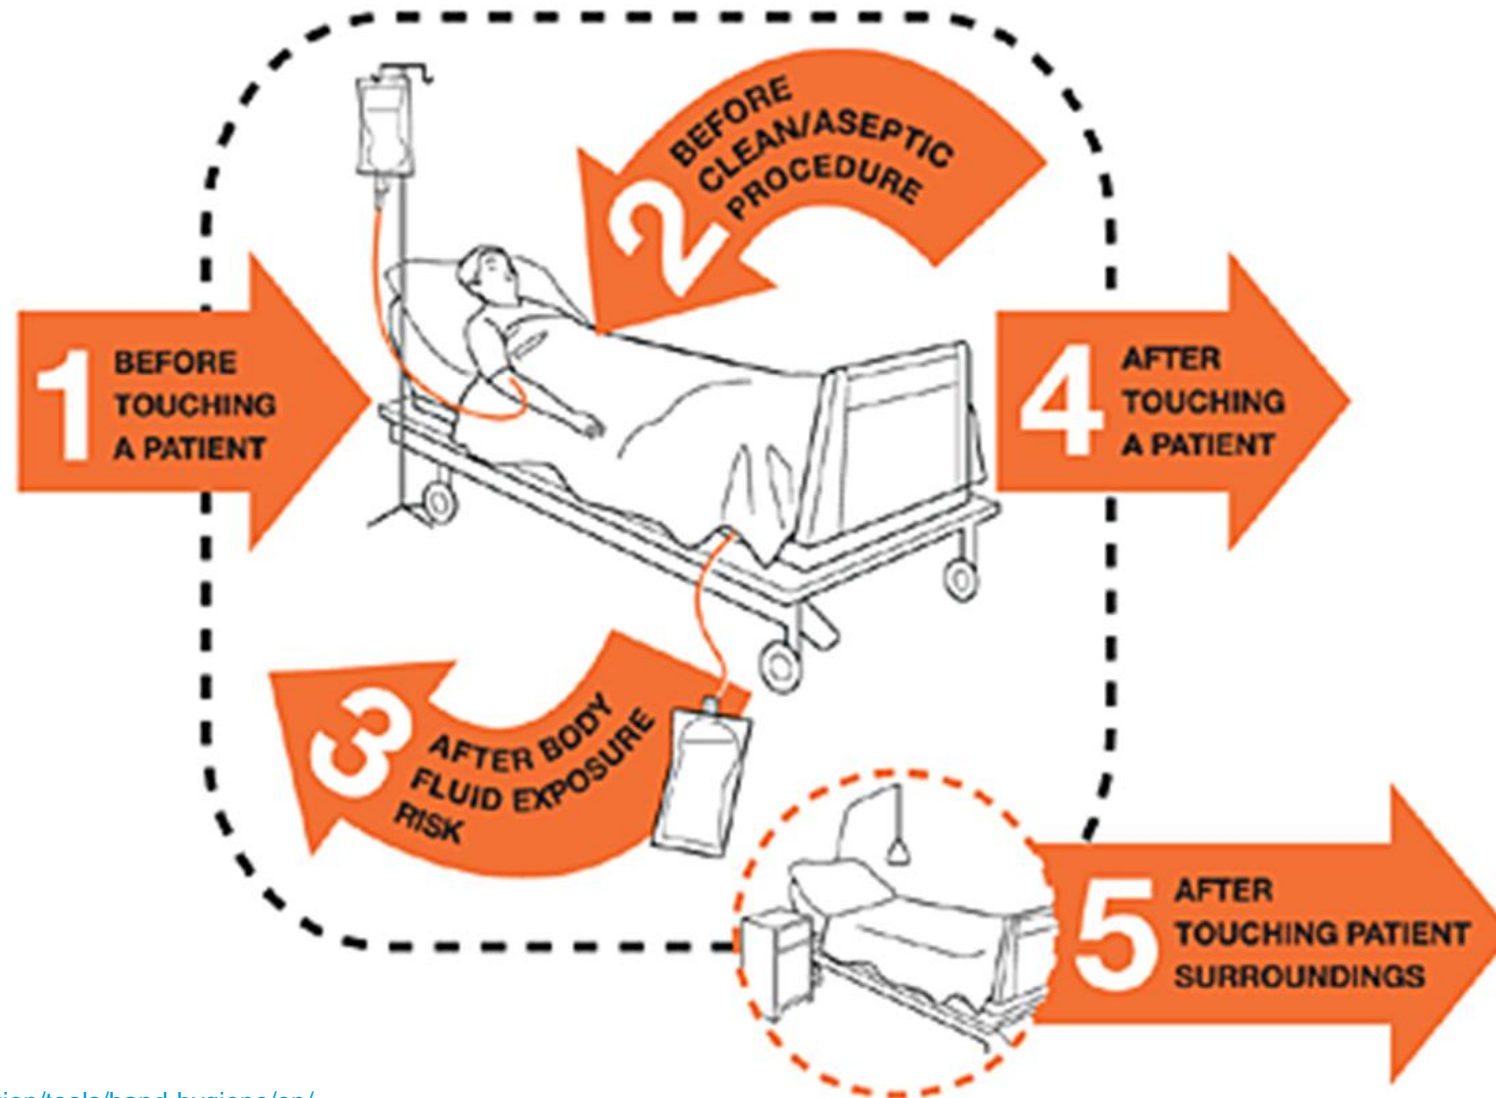 1
BEFORE
TOUCHING
A PATIENT
2
BEFORE
CLEAN/ASEPTIC
PROCEDURE
3
AFTER BODY
FLUID EXPOSURE
RISK
4
AFTER
TOUCHING
A PATIENT
5
AFTER
TOUCHING PATIENT
SURROUNDINGS